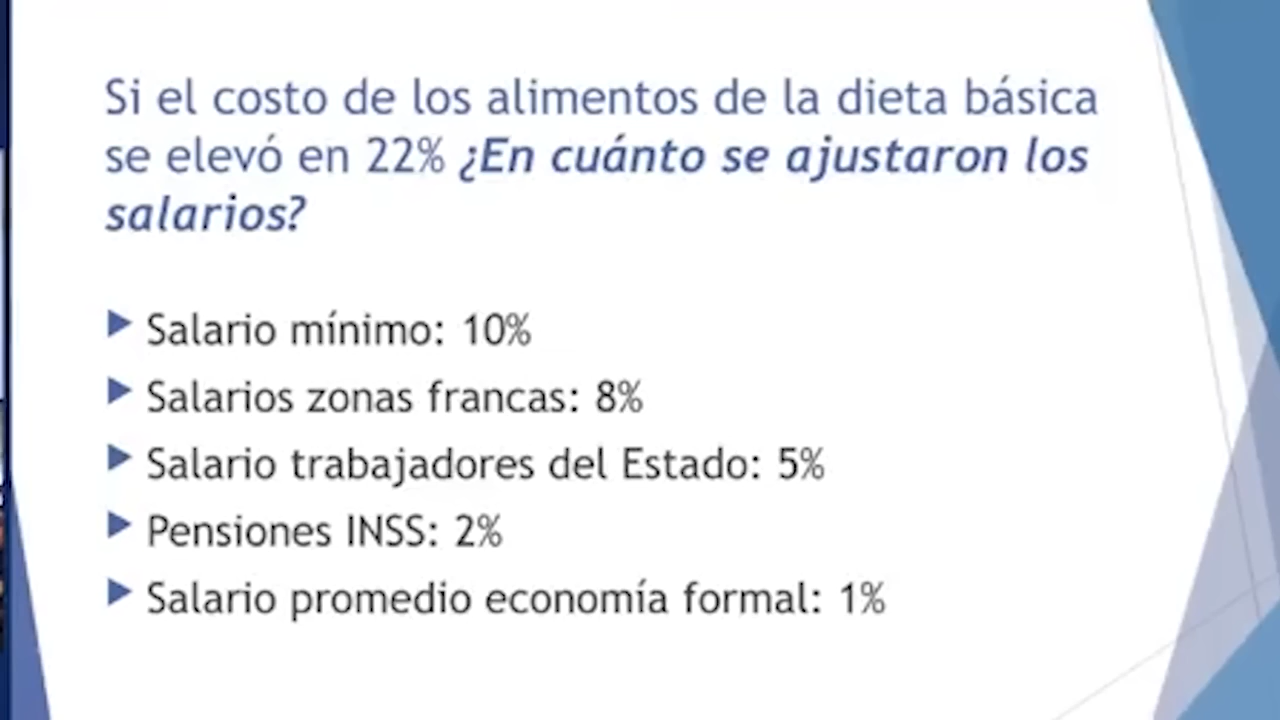 Si el costo de los alimentos de la dieta básica
se elevó en 22% ¿En cuánto se ajustaron los
salarios?
Salario mínimo: 10%
Salarios zonas francas: 8%
Salario trabajadores del Estado: 5%
Pensiones INSS: 2%
Salario promedio economía formal: 1%